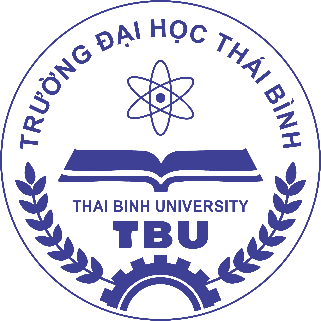 TRƯỜNG ĐẠI HỌC THÁI BÌNH
THAI BINH UNIVERSITY
TBU